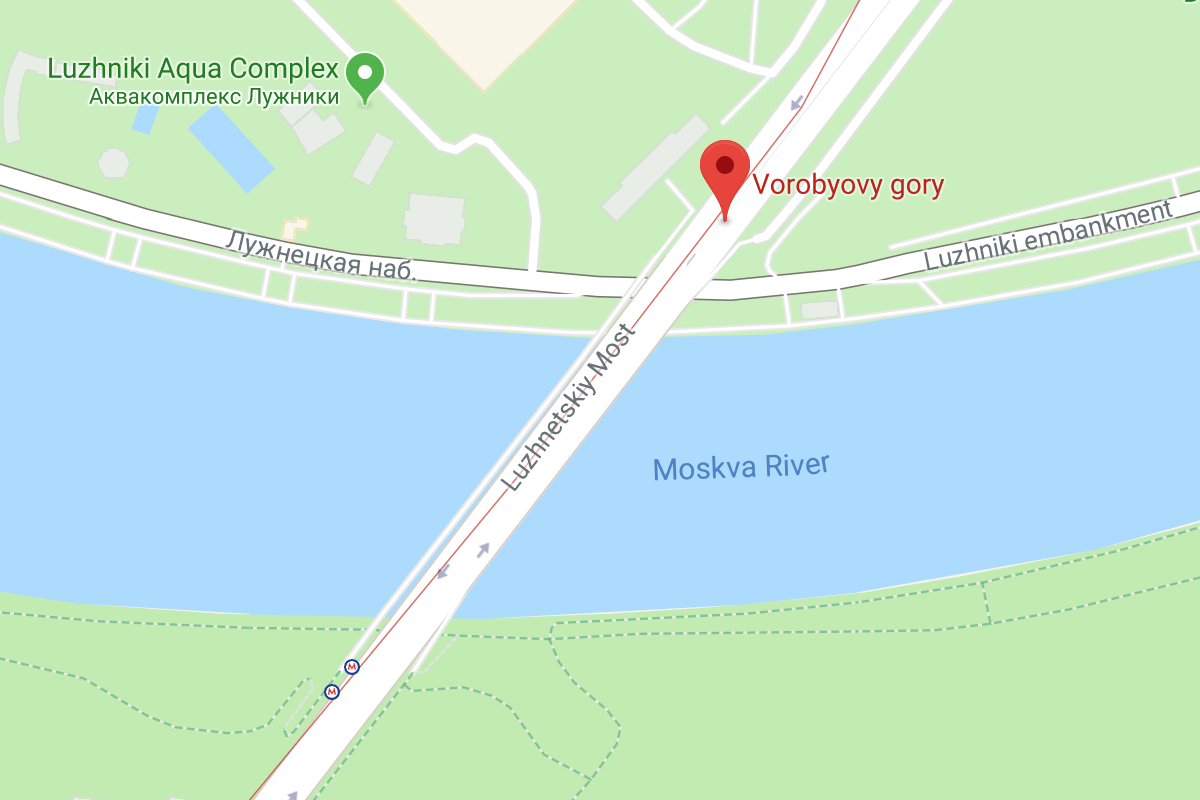 Luzhniki Aqua Complex
Аквакомплекс Лужники
Vorobyovy gory
Лужнецкая наб.
Luzhniki embankment
Luzhnetskiy Most
Moskva River
M
M